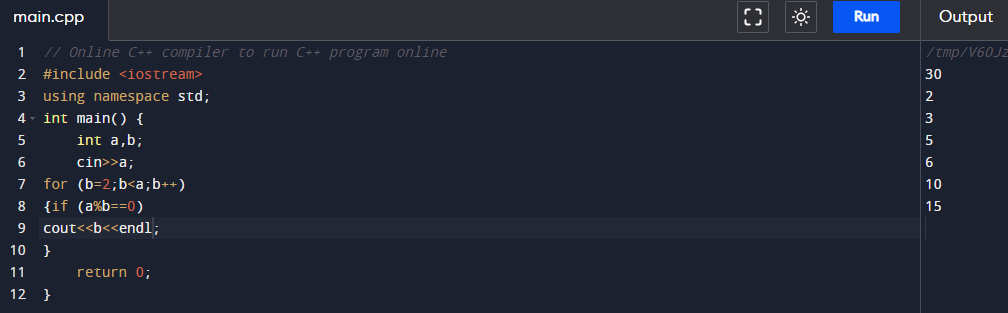 main.cpp
Run
Output
1 // Online C++ compiler to run C++ program online
2 #include <iostream>
3 using namespace std;
4 int main() {
5     int a,b;
6     cin>>a;
7 for (b=2;b<a;b++)
8 {if (a%b==0)
9 cout<<b<<endl;
10 }
11     return 0;
12 }
30
2
3
5
6
10
15